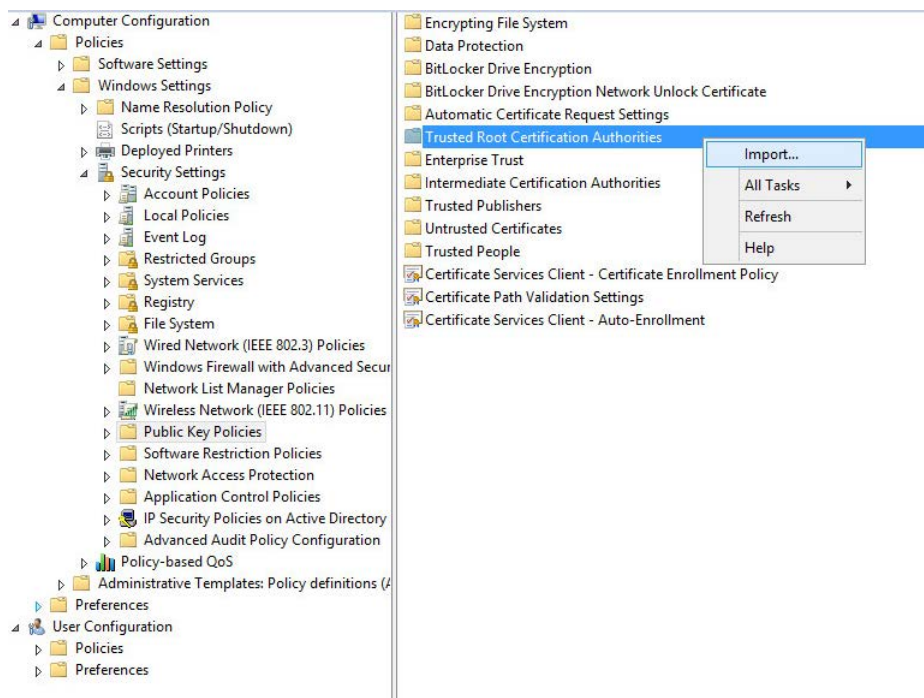 Computer Configuration
Policies
Software Settings
Windows Settings
Name Resolution Policy
Scripts (Startup/Shutdown)
Deployed Printers
Security Settings
Account Policies
Local Policies
Event Log
Restricted Groups
System Services
Registry
File System
Wired Network (IEEE 802.3) Policies
Windows Firewall with Advanced Secur
Network List Manager Policies
Wireless Network (IEEE 802.11) Policies
Public Key Policies
Software Restriction Policies
Network Access Protection
Application Control Policies
IP Security Policies on Active Directory
Advanced Audit Policy Configuration
Policy-based QoS
Administrative Templates: Policy definitions (A
Preferences
User Configuration
Policies
Preferences
Encrypting File System
Data Protection
BitLocker Drive Encryption
BitLocker Drive Encryption Network Unlock Certificate
Automatic Certificate Request Settings
Trusted Root Certification Authorities
Enterprise Trust
Intermediate Certification Authorities
Trusted Publishers
Untrusted Certificates
Trusted People
Certificate Services Client - Certificate Enrollment Policy
Certificate Path Validation Settings
Certificate Services Client - Auto-Enrollment
Import...
All Tasks
Refresh
Help